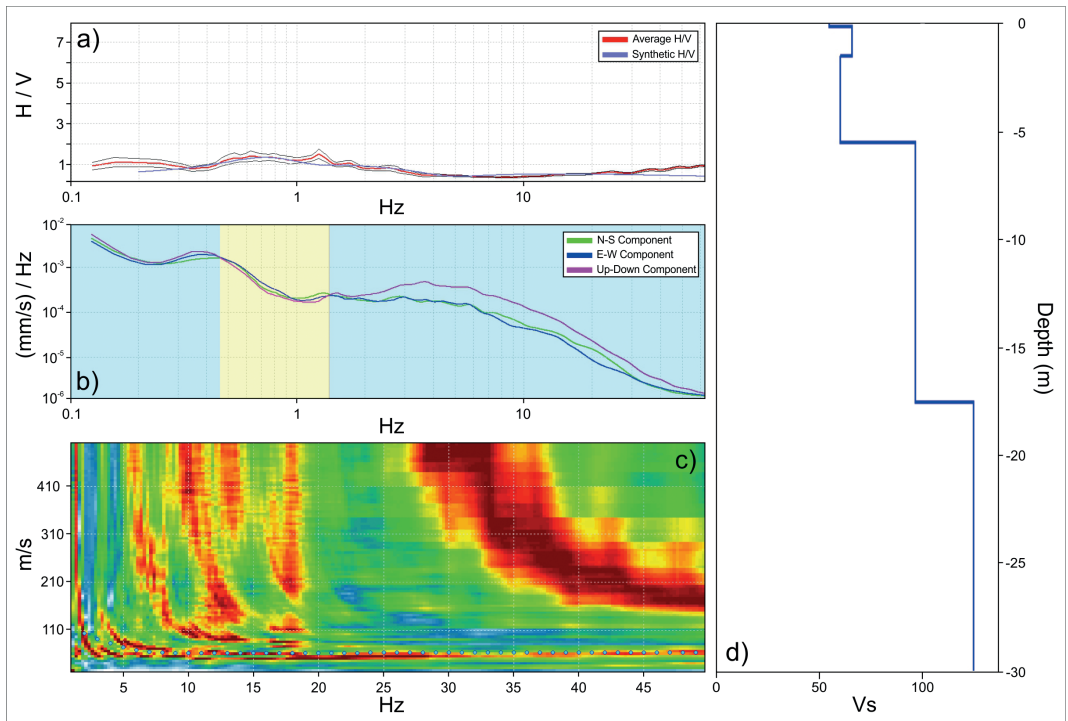 a)
H / V
7
5
3
1
0.1
1
10
Hz
Average H/V
Synthetic H/V
b)
(mm/s) / Hz
10-2
10-3
10-4
10-5
10-6
0.1
1
10
Hz
N-S Component
E-W Component
Up-Down Component
c)
m/s
410
310
210
110
5
10
15
20
25
30
35
40
45
Hz
d)
0
-5
-10
-15
-20
-25
-30
Depth (m)
0
50
100
Vs